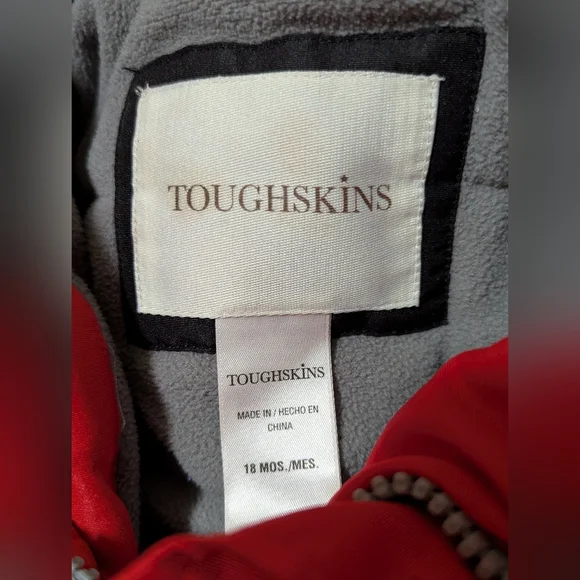 TOUGHSKINS
TOUGHSKINS
MADE IN / HECHO EN
CHINA
18 MOS./MES.